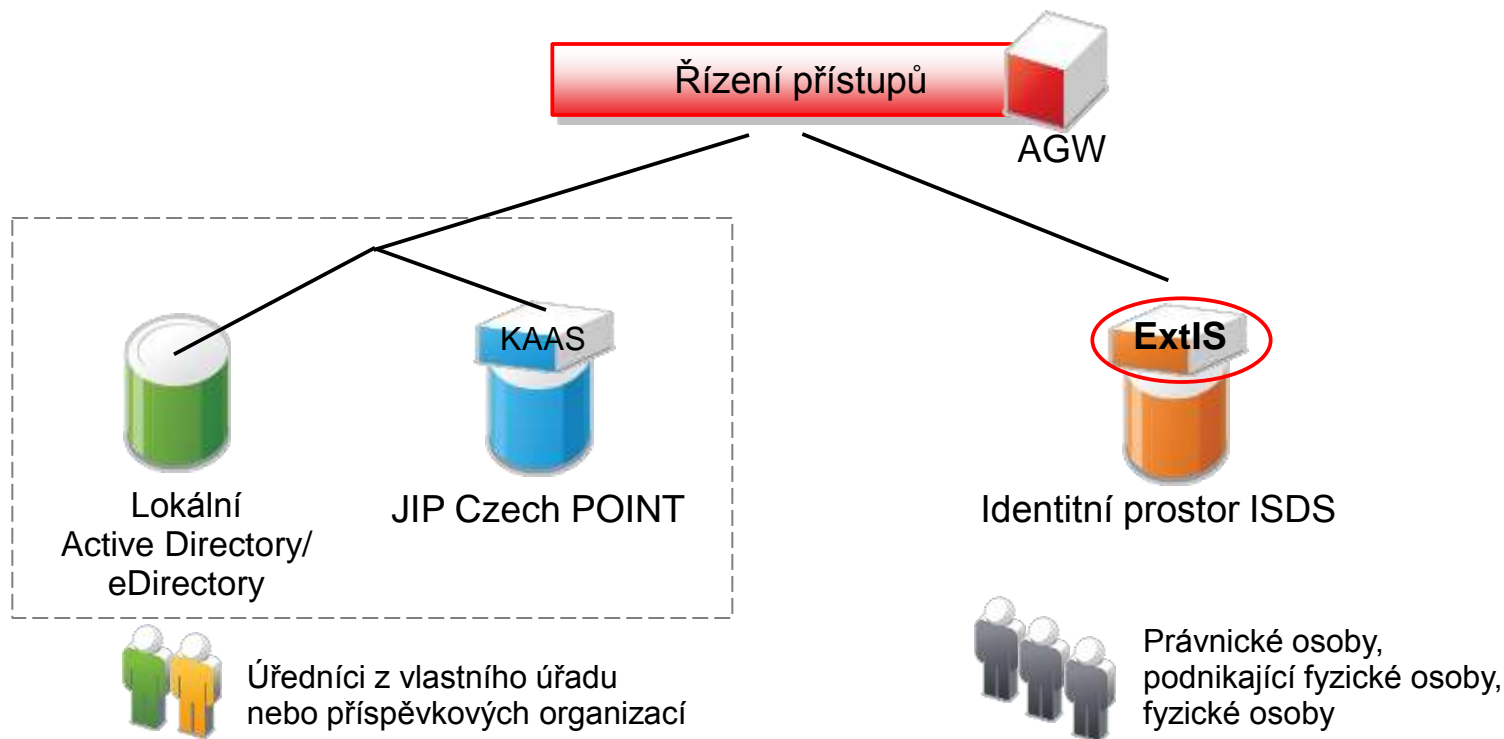 Řízení přístupů
AGW
KAAS
ExtIS
Lokální
Active Directory/
eDirectory
JIP Czech POINT
Identitní prostor ISDS
Úředníci z vlastního úřadu
nebo příspěvkových organizací
Právnické osoby,
podnikající fyzické osoby,
fyzické osoby